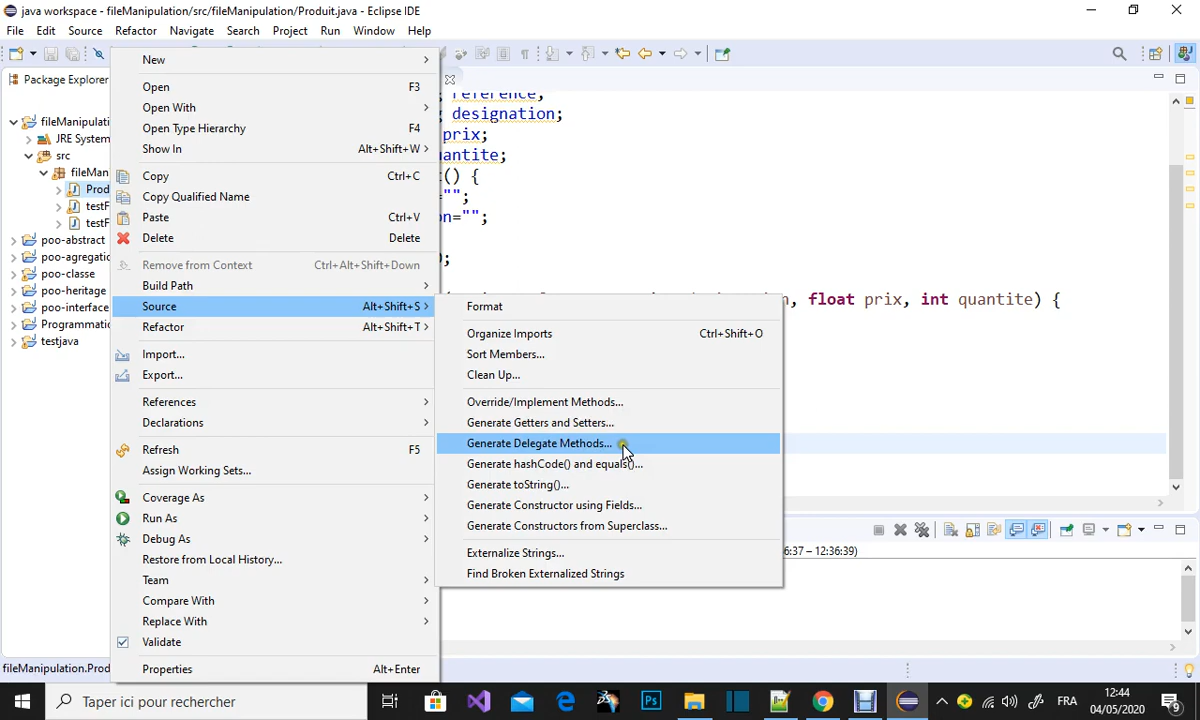 java workspace - fileManipulation/src/fileManipulation/Produit.java - Eclipse IDE
File Edit Source Refactor Navigate Search Project Run Window Help
Package Explorer
fileManipulati
JRE System
src
fileMan
Prod
testF
testF
poo-abstract
poo-agregatio
poo-classe
poo-heritage
poo-interface
Programmatic
testjava
New
Open F3
Open With
Open Type Hierarchy F4
Show In Alt+Shift+W
Copy Ctrl+C
Copy Qualified Name
Paste Ctrl+V
Delete Delete
Remove from Context Ctrl+Alt+Shift+Down
Build Path
Source Alt+Shift+S
Refactor Alt+Shift+T
Import...
Export...
References
Declarations
Refresh F5
Assign Working Sets...
Coverage As
Run As
Debug As
Restore from Local History...
Team
Compare With
Replace With
Validate
Properties Alt+Enter
Format
Organize Imports Ctrl+Shift+O
Sort Members...
Clean Up...
Override/Implement Methods...
Generate Getters and Setters...
Generate Delegate Methods...
Generate hashCode() and equals()...
Generate toString()...
Generate Constructor using Fields...
Generate Constructors from Superclass...
Externalize Strings...
Find Broken Externalized Strings
reference;
designation;
prix;
uantite;
() {
"";
n="";
;
, float prix, int quantite) {
6:37 - 12:36:39)
fileManipulation.Prod
Taper ici pour rechercher
Ps
FRA
12:44
04/05/2020
9